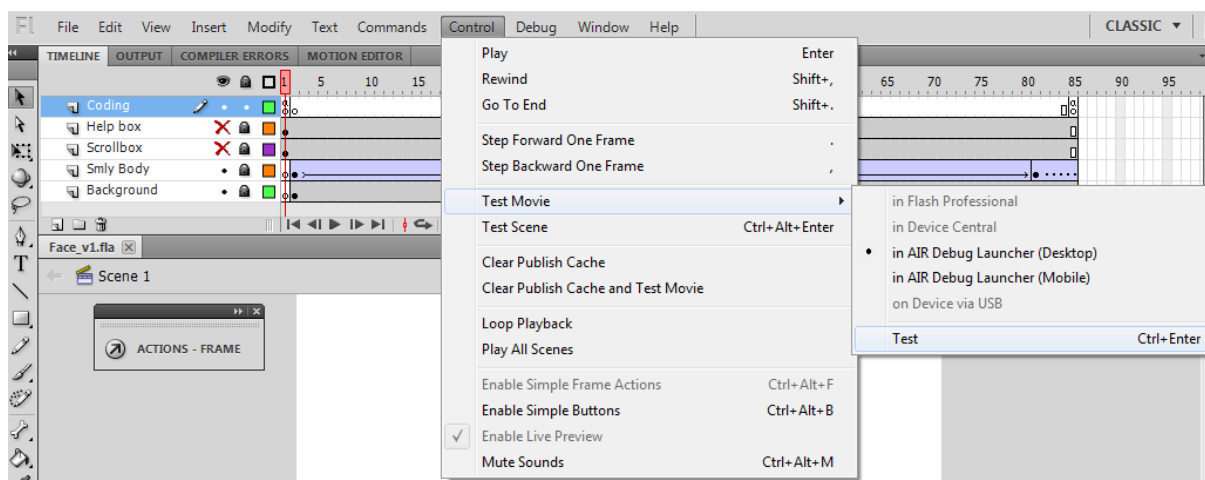 Fl File Edit View Insert Modify Text Commands Control Debug Window Help CLASSIC
TIMELINE OUTPUT COMPILER ERRORS MOTION EDITOR
1 5 10 15 65 70 75 80 85 90 95
Coding
Help box
Scrollbox
Smly Body
Background
Face_v1.fla
Scene 1
ACTIONS - FRAME
Play Enter
Rewind Shift+,
Go To End Shift+.
Step Forward One Frame .
Step Backward One Frame ,
Test Movie
Test Scene Ctrl+Alt+Enter
Clear Publish Cache
Clear Publish Cache and Test Movie
Loop Playback
Play All Scenes
Enable Simple Frame Actions Ctrl+Alt+F
Enable Simple Buttons Ctrl+Alt+B
Enable Live Preview
Mute Sounds Ctrl+Alt+M
in Flash Professional
in Device Central
in AIR Debug Launcher (Desktop)
in AIR Debug Launcher (Mobile)
on Device via USB
Test Ctrl+Enter